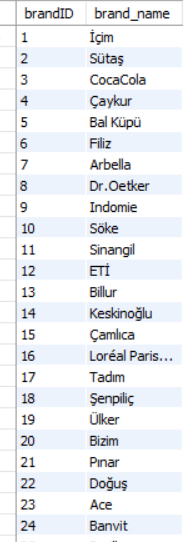 brandID brand_name
1 İçim
2 Sütaş
3 CocaCola
4 Çaykur
5 Bal Küpü
6 Filiz
7 Arbella
8 Dr.Oetker
9 Indomie
10 Söke
11 Sinangil
12 ETİ
13 Billur
14 Keskinoğlu
15 Çamlıca
16 Loréal Paris...
17 Tadım
18 Şenpiliç
19 Ülker
20 Bizim
21 Pınar
22 Doğuş
23 Ace
24 Banvit